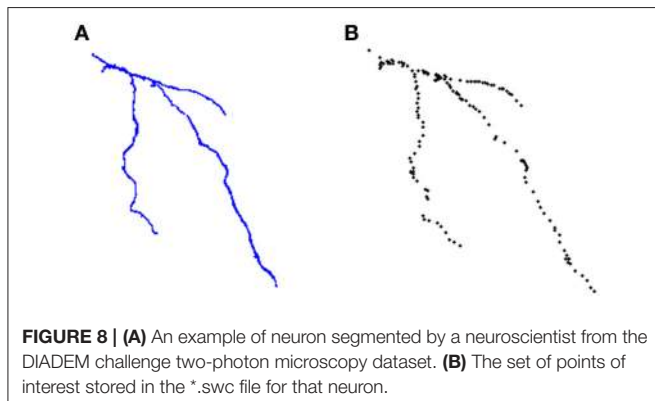 A
B
FIGURE 8 | (A) An example of neuron segmented by a neuroscientist from the
DIADEM challenge two-photon microscopy dataset. (B) The set of points of
interest stored in the *.swc file for that neuron.